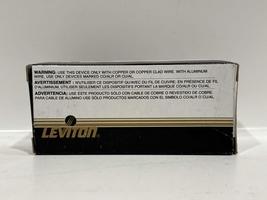 WARNING: USE THIS DEVICE ONLY WITH COPPER OR COPPER CLAD WIRE. WITH ALUMINUM
WIRE, USE ONLY DEVICES MARKED CO/ALR OR CU/AL.
AVERTISSEMENT : N'UTILISER CE DISPOSITIF QU'AVEC DU FIL DE CUIVRE. EN PRESENCE DE FIL
D'ALUMINIUM, N'UTILISER SEULEMENT LES DISPOSITIFS PORTANT LA MARQUE CO/ALR OU CU/AL.
ADVERTENCIA: USE ESTE PRODUCTO SOLO CON CABLE DE COBRE O REVESTIDO DE COBRE.
PARA CABLE DE ALUMINIO USE SÓLO PRODUCTOS MARCADOS CON EL SIMBOLO CO/ALR O CU/AL.
LEVITON